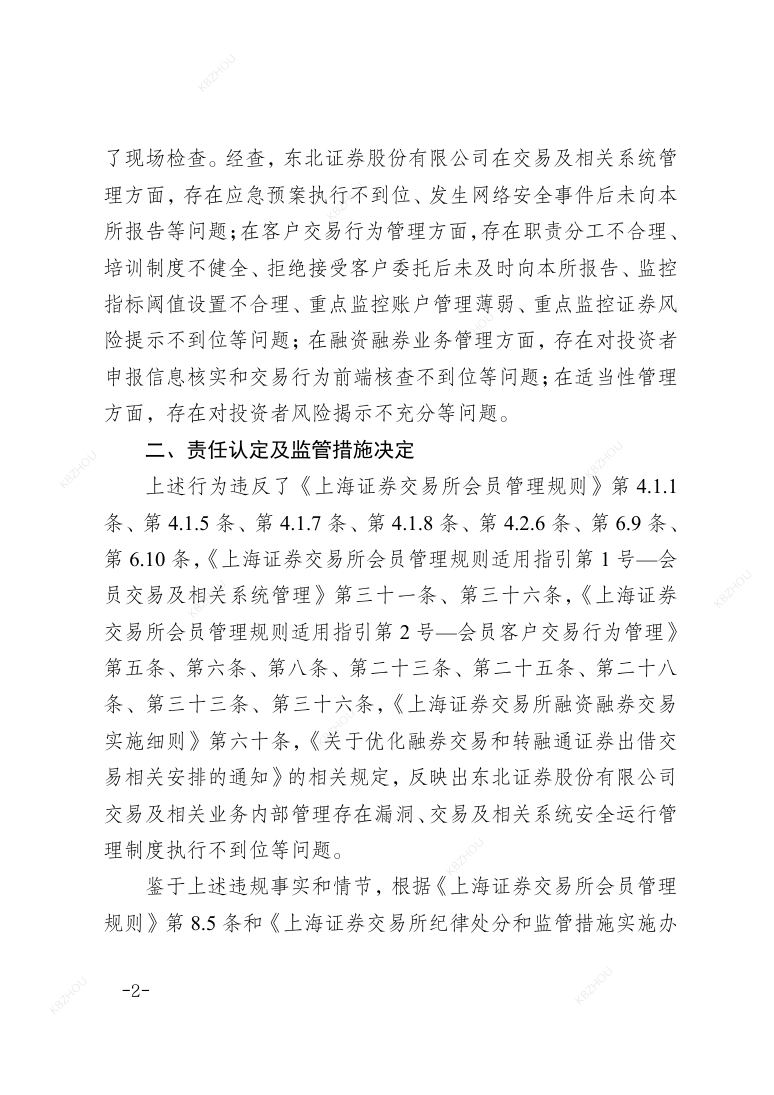 了现场检查。经查，东北证券股份有限公司在交易及相关系统管
理方面，存在应急预案执行不到位、发生网络安全事件后未向本
所报告等问题；在客户交易行为管理方面，存在职责分工不合理、
培训制度不健全、拒绝接受客户委托后未及时向本所报告、监控
指标阈值设置不合理、重点监控账户管理薄弱、重点监控证券风
险提示不到位等问题；在融资融券业务管理方面，存在对投资者
申报信息核实和交易行为前端核查不到位等问题；在适当性管理
方面，存在对投资者风险揭示不充分等问题。
二、责任认定及监管措施决定
上述行为违反了《上海证券交易所会员管理规则》第 4.1.1
条、第 4.1.5 条、第 4.1.7 条、第 4.1.8 条、第 4.2.6 条、第 6.9 条、
第 6.10 条，《上海证券交易所会员管理规则适用指引第 1 号—会
员交易及相关系统管理》第三十一条、第三十六条，《上海证券
交易所会员管理规则适用指引第 2 号—会员客户交易行为管理》
第五条、第六条、第八条、第二十三条、第二十五条、第二十八
条、第三十三条、第三十六条，《上海证券交易所融资融券交易
实施细则》第六十条，《关于优化融券交易和转融通证券出借交
易相关安排的通知》的相关规定，反映出东北证券股份有限公司
交易及相关业务内部管理存在漏洞、交易及相关系统安全运行管
理制度执行不到位等问题。
鉴于上述违规事实和情节，根据《上海证券交易所会员管理
规则》第 8.5 条和《上海证券交易所纪律处分和监管措施实施办
-2-
KBZHOU
KBZHOU
KBZHOU
KBZHOU
KBZHOU
KBZHOU
KBZHOU
KBZHOU
KBZHOU
KBZHOU
KBZHOU